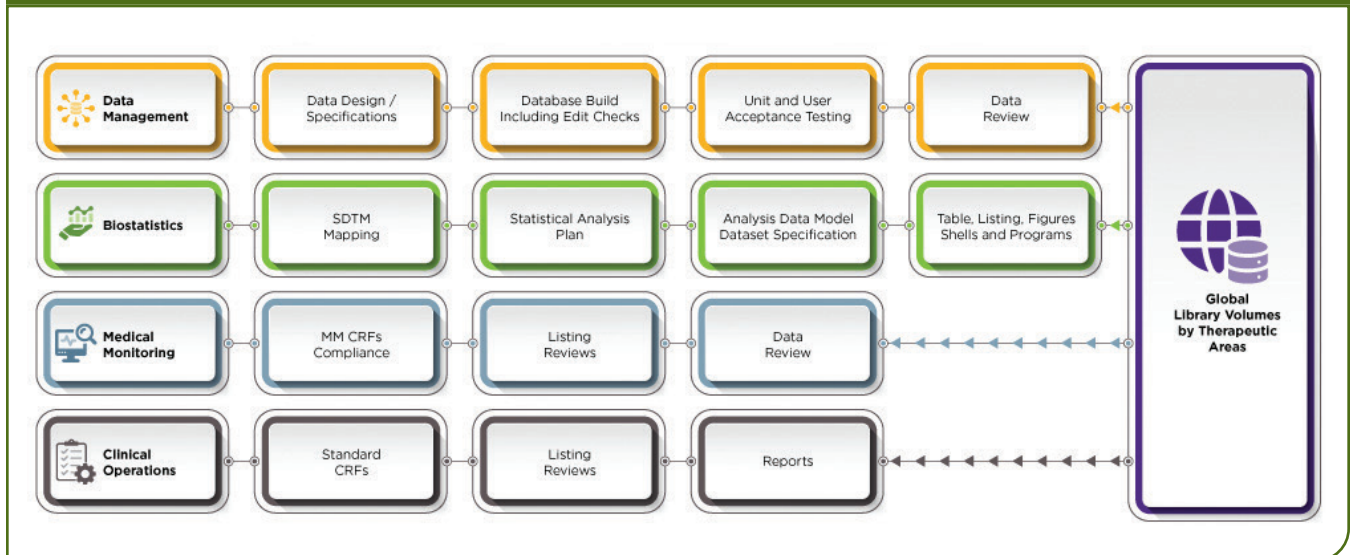 Data
Management
Data Design /
Specifications
Database Build
Including Edit Checks
Unit and User
Acceptance Testing
Data
Review
Biostatistics
SDTM
Mapping
Statistical Analysis
Plan
Analysis Data Model
Dataset Specification
Table, Listing, Figures
Shells and Programs
Medical
Monitoring
MM CRFs
Compliance
Listing
Reviews
Data
Review
Clinical
Operations
Standard
CRFs
Listing
Reviews
Reports
Global
Library Volumes
by Therapeutic
Areas